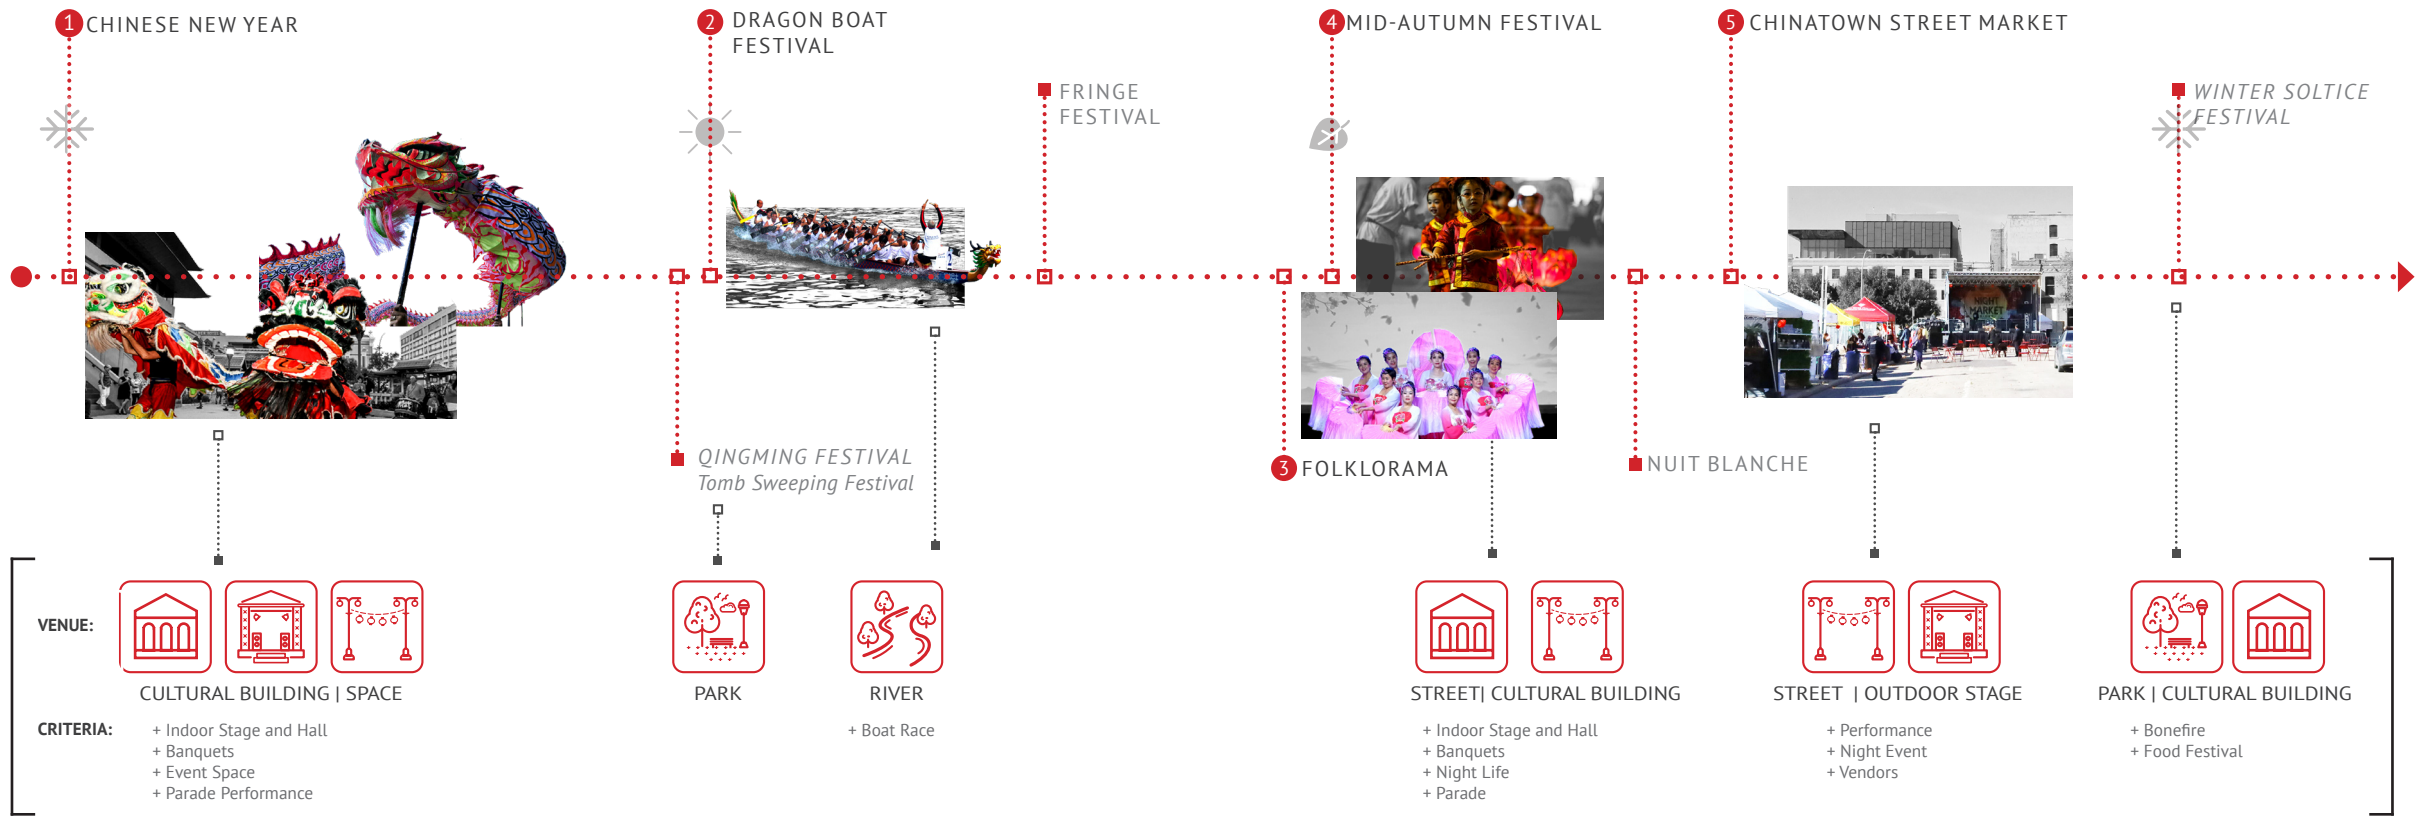 1 CHINESE NEW YEAR
2 DRAGON BOAT
FESTIVAL
FRINGE
FESTIVAL
4 MID-AUTUMN FESTIVAL
5 CHINATOWN STREET MARKET
WINTER SOLTICE
FESTIVAL
NIGHT
MARKET
QINGMING FESTIVAL
Tomb Sweeping Festival
3 FOLKLORAMA
NUIT BLANCHE
VENUE:
CULTURAL BUILDING | SPACE
PARK
RIVER
STREET| CULTURAL BUILDING
STREET | OUTDOOR STAGE
PARK | CULTURAL BUILDING
CRITERIA:
+ Indoor Stage and Hall
+ Banquets
+ Event Space
+ Parade Performance
+ Boat Race
+ Indoor Stage and Hall
+ Banquets
+ Night Life
+ Parade
+ Performance
+ Night Event
+ Vendors
+ Bonefire
+ Food Festival